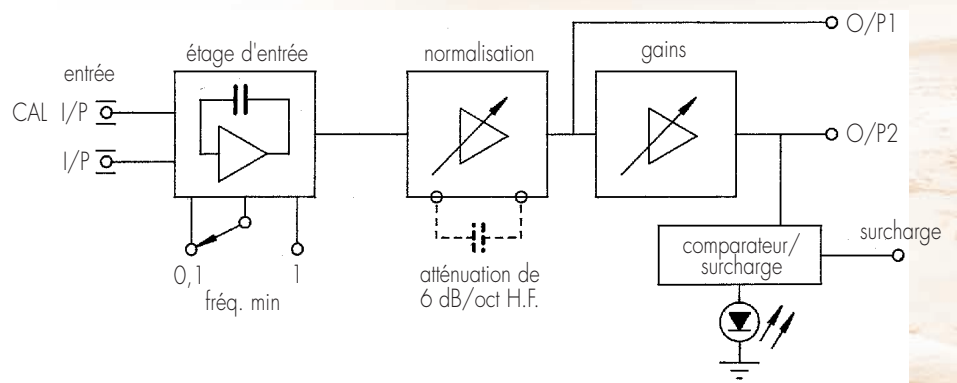 O/P1
étage d'entrée
normalisation
gains
entrée
CAL I/P
O/P2
I/P
surcharge
comparateur/
surcharge
0,1
1
fréq. min
atténuation de
6 dB/oct H.F.